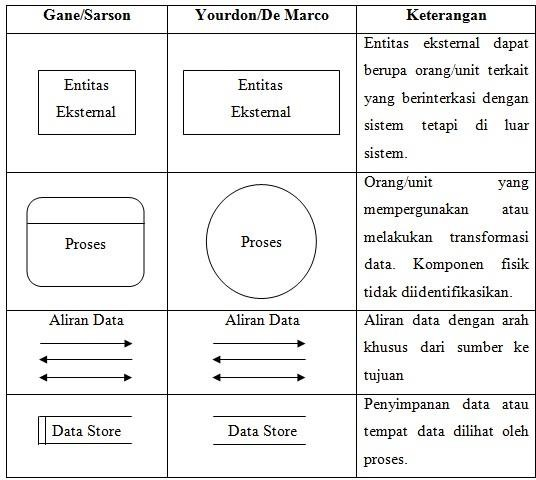 Gane/Sarson
Yourdon/De Marco
Keterangan
Entitas
Eksternal
Entitas
Eksternal
Entitas eksternal dapat
berupa orang/unit terkait
yang berinterkasi dengan
sistem tetapi di luar
sistem.
Proses
Proses
Orang/unit yang
mempergunakan atau
melakukan transformasi
data. Komponen fisik
tidak diidentifikasikan.
Aliran Data
Aliran Data
Aliran data dengan arah
khusus dari sumber ke
tujuan
Data Store
Data Store
Penyimpanan data atau
tempat data dilihat oleh
proses.